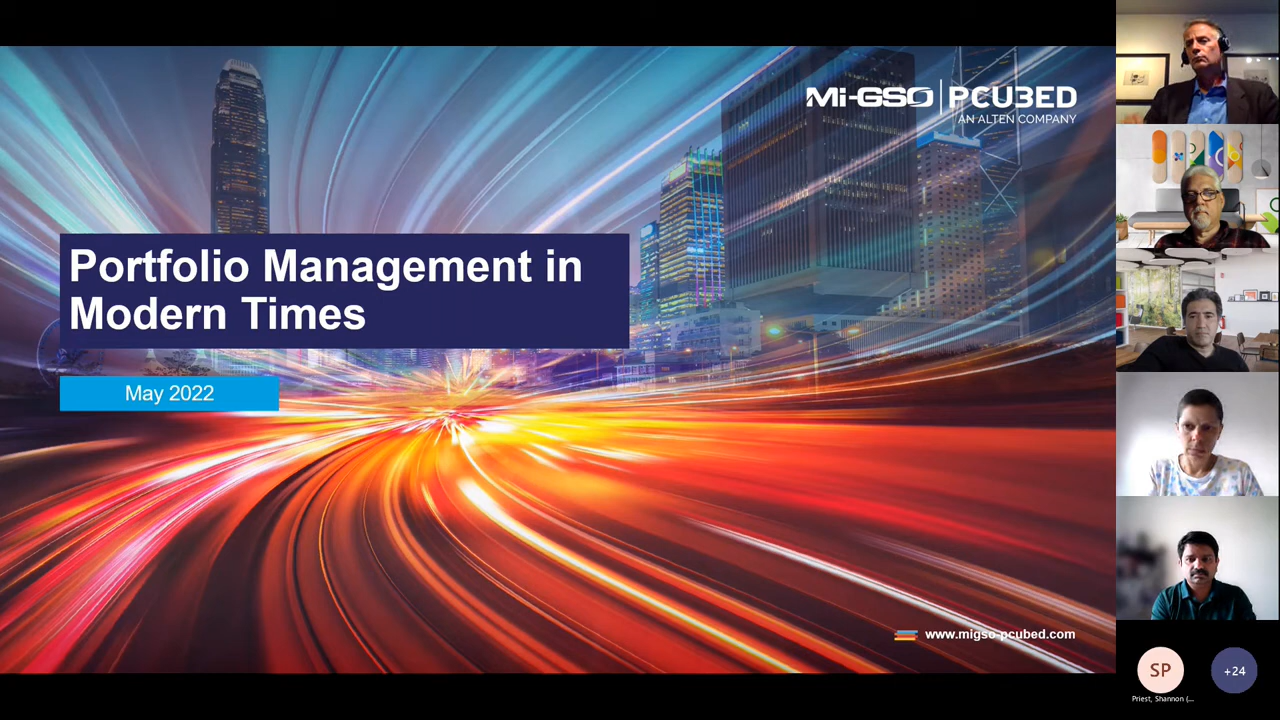 MI-GSO | PCUBED
AN ALTEN COMPANY
Portfolio Management in
Modern Times
May 2022
www.migso-pcubed.com
SP
+24
Priest, Shannon (...